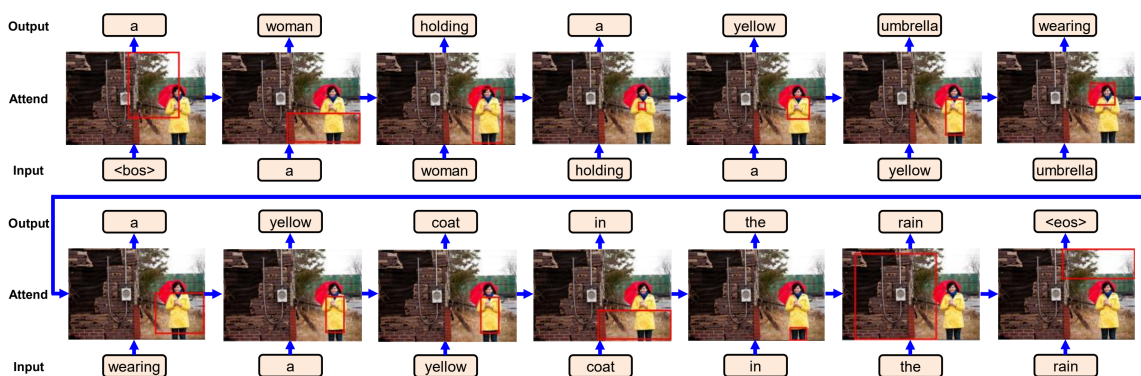 Output a woman holding a yellow umbrella wearing
Attend
Input <bos> a woman holding a yellow umbrella
Output a yellow coat in the rain <eos>
Attend
Input wearing a yellow coat in the rain